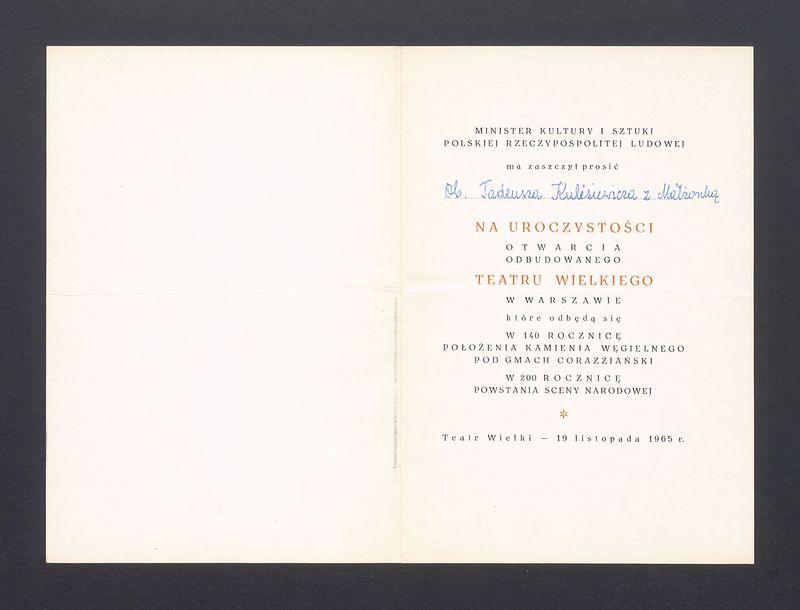 MINISTER KULTURY I SZTUKI
POLSKIEJ RZECZYPOSPOLITEJ LUDOWEJ
ma zaszczyt prosić
Ob. Tadeusza Kulisiewicza z Małżonką
NA UROCZYSTOŚCI
OTWARCIA
ODBUDOWANEGO
TEATRU WIELKIEGO
W WARSZAWIE
które odbędą się
W 140 ROCZNICĘ
POŁOŻENIA KAMIENIA WĘGIELNEGO
POD GMACH CORAZZIAŃSKI
W 200 ROCZNICĘ
POWSTANIA SCENY NARODOWEJ
*
Teatr Wielki — 19 listopada 1965 r.